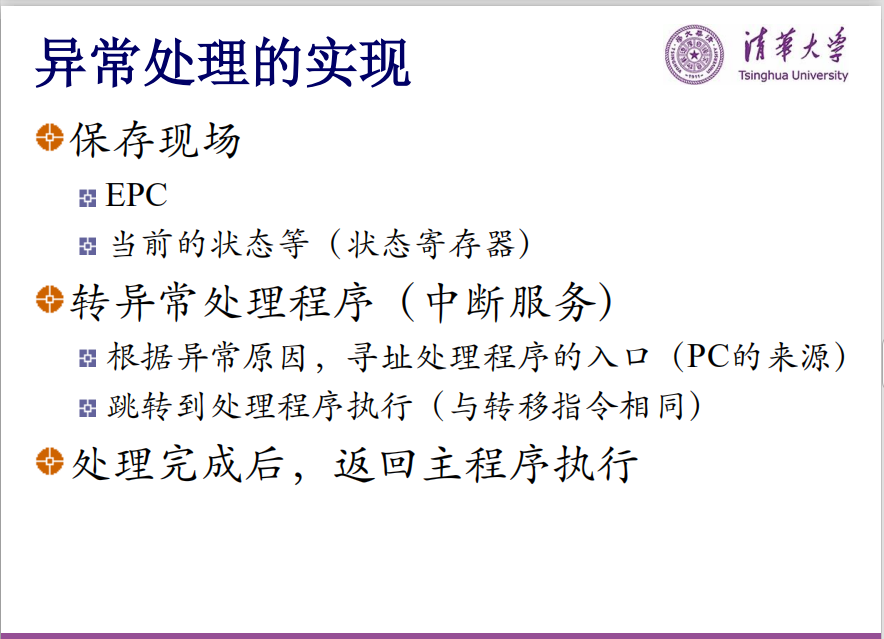 异常处理的实现
清华大学
Tsinghua University
保存现场
EPC
当前的状态等（状态寄存器）
转异常处理程序（中断服务）
根据异常原因，寻址处理程序的入口（PC的来源）
跳转到处理程序执行（与转移指令相同）
处理完成后，返回主程序执行